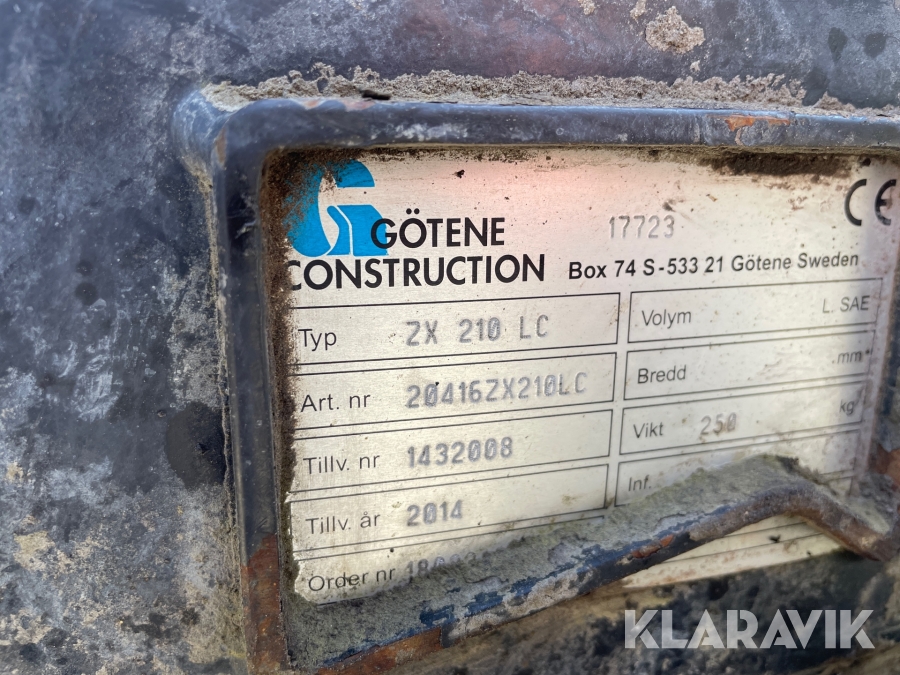 GÖTENE
CONSTRUCTION
17723
CE
Box 74 S-533 21 Götene Sweden
Typ ZX 210 LC
Volym L. SAE
Art. nr 20416ZX210LC
Bredd mm
Tillv. nr 1432008
Vikt 250 kg
Tillv. år 2014
Inf.
Order nr
KLARAVIK